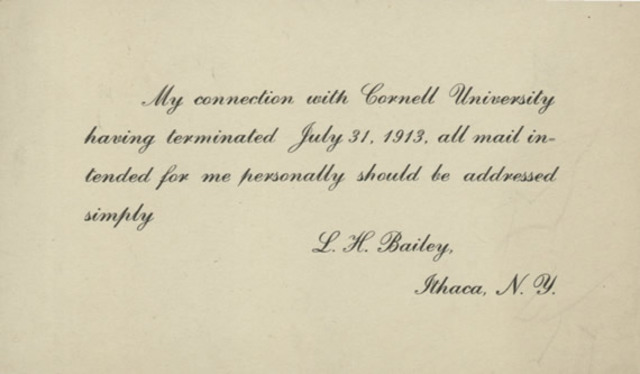 My connection with Cornell University
having terminated July 31, 1913, all mail in-
tended for me personally should be addressed
simply
L. H. Bailey,
Ithaca, N. Y.